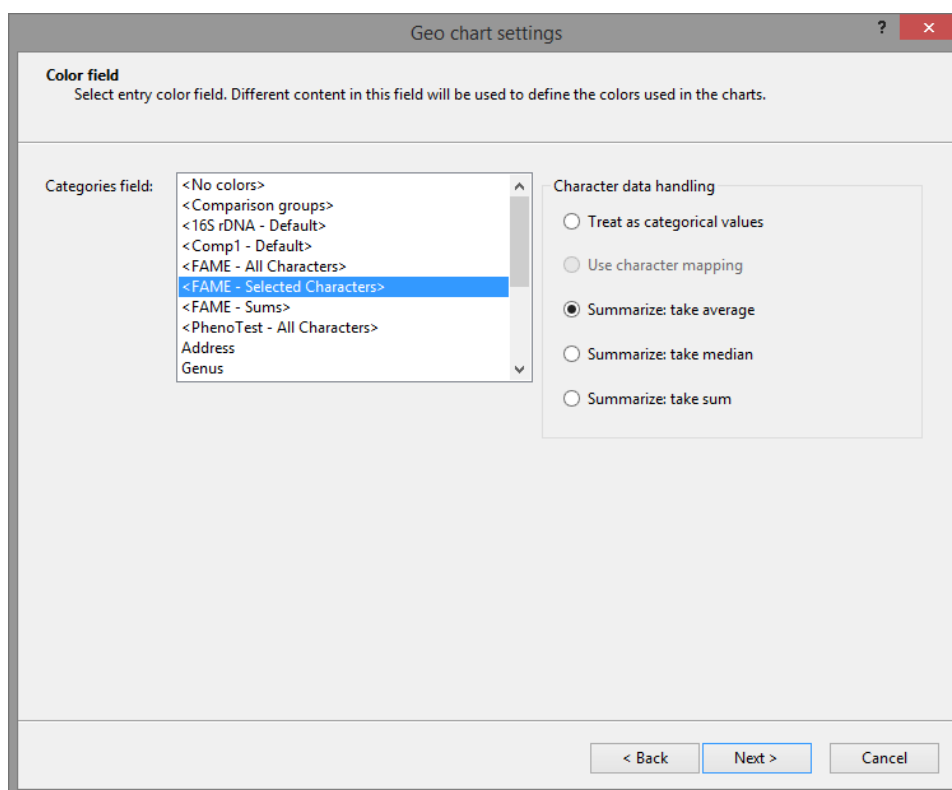 Geo chart settings
?
Color field
Select entry color field. Different content in this field will be used to define the colors used in the charts.
Categories field:
<No colors>
<Comparison groups>
<16S rDNA - Default>
<Comp1 - Default>
<FAME - All Characters>
<FAME - Selected Characters>
<FAME - Sums>
<PhenoTest - All Characters>
Address
Genus
Character data handling
Treat as categorical values
Use character mapping
Summarize: take average
Summarize: take median
Summarize: take sum
< Back
Next >
Cancel